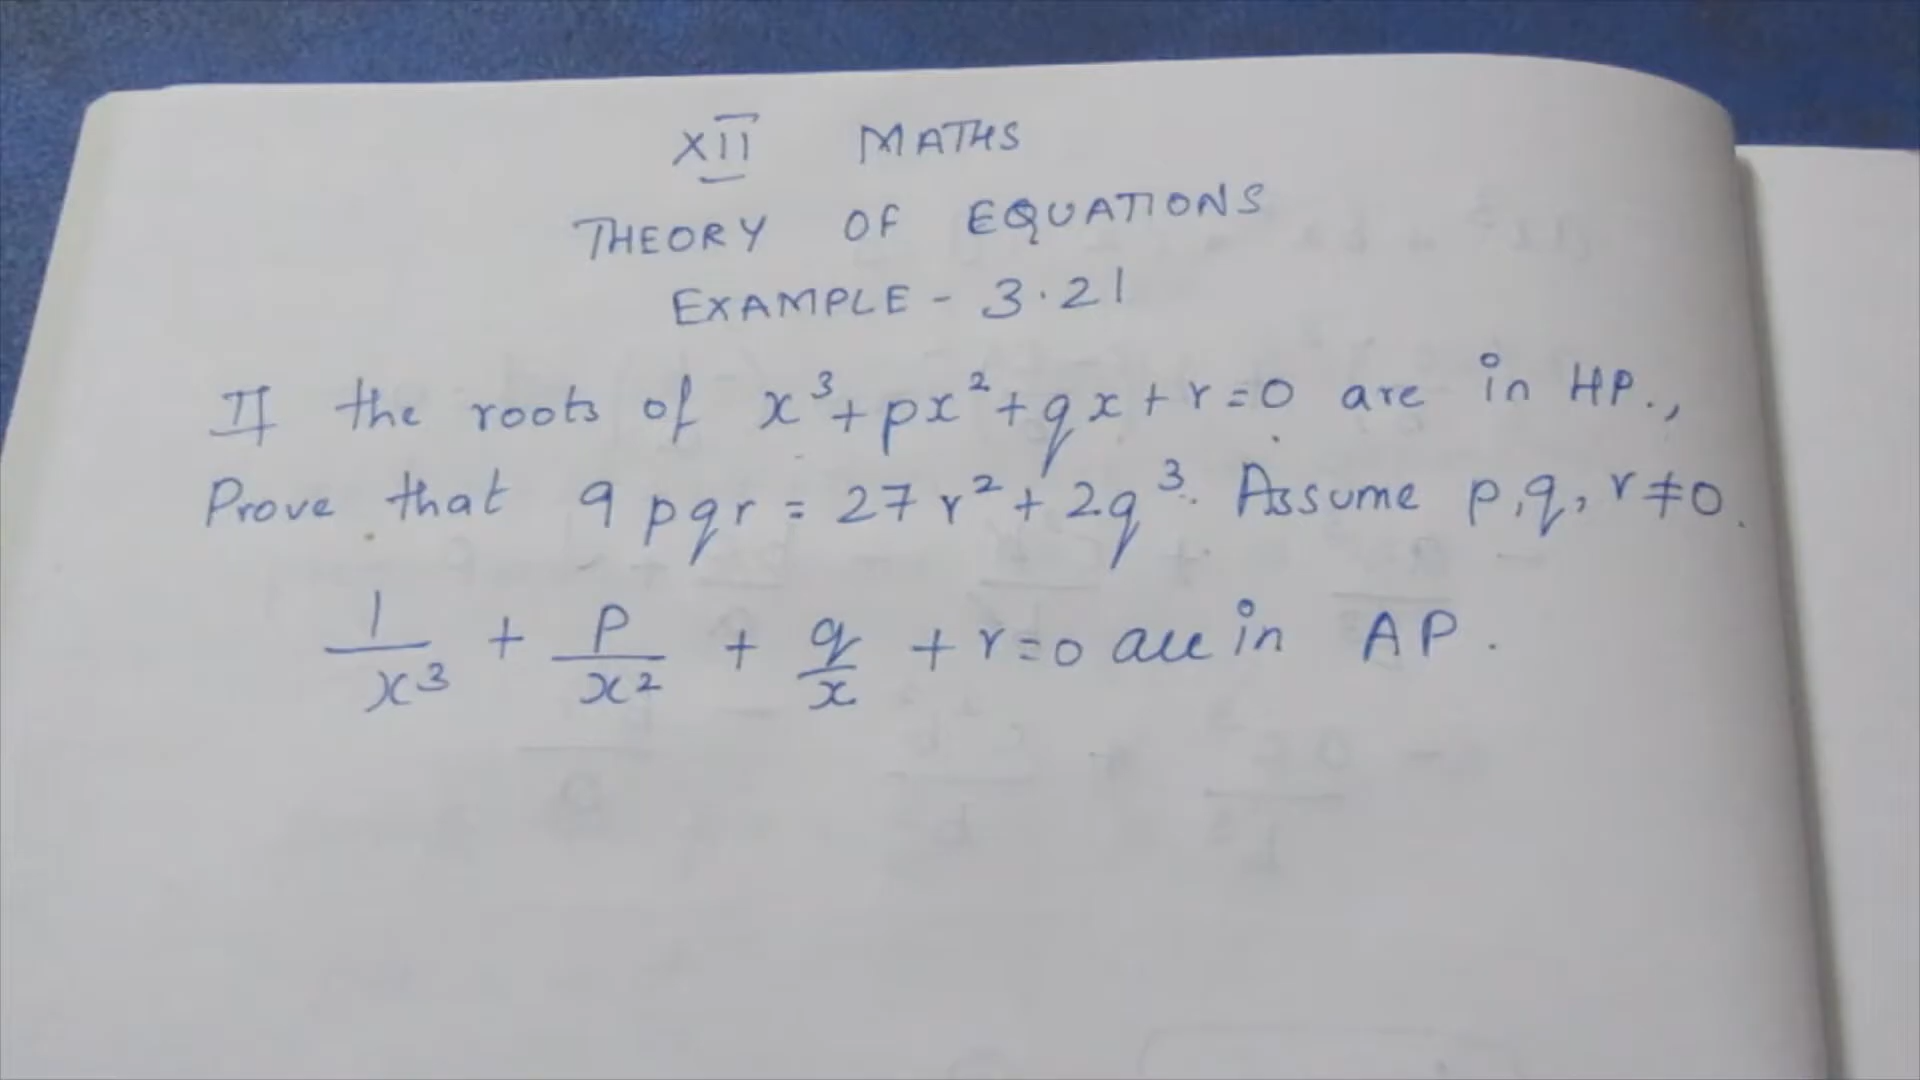 XII MATHS
THEORY OF EQUATIONS
EXAMPLE - 3.21
If the roots of x³+px²+qx+r=0 are in HP.,
Prove that 9pqr = 27r²+2q³. Assume p,q,r≠0.
1/x³ + p/x² + q/x + r=0 are in AP.